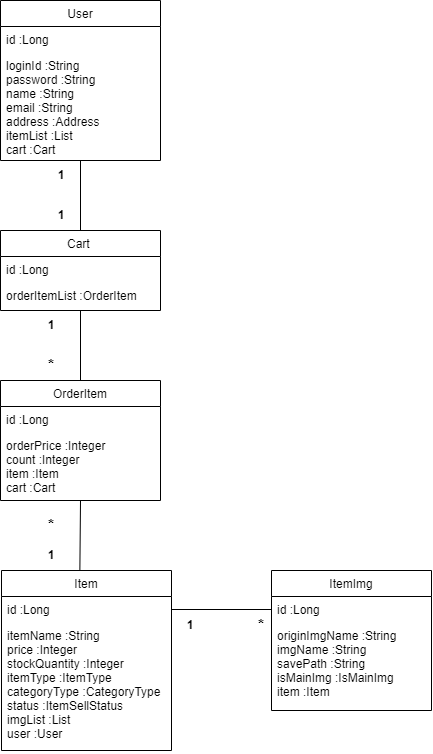 User
id :Long
loginId :String
password :String
name :String
email :String
address :Address
itemList :List
cart :Cart
1
1
Cart
id :Long
orderItemList :OrderItem
1
*
OrderItem
id :Long
orderPrice :Integer
count :Integer
item :Item
cart :Cart
*
1
Item
id :Long
itemName :String
price :Integer
stockQuantity :Integer
itemType :ItemType
categoryType :CategoryType
status :ItemSellStatus
imgList :List
user :User
1
*
ItemImg
id :Long
originImgName :String
imgName :String
savePath :String
isMainImg :IsMainImg
item :Item